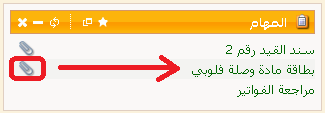 المهام
سند القيد رقم 2
بطاقة مادة وصلة فلوبي
مراجعة الفواتير